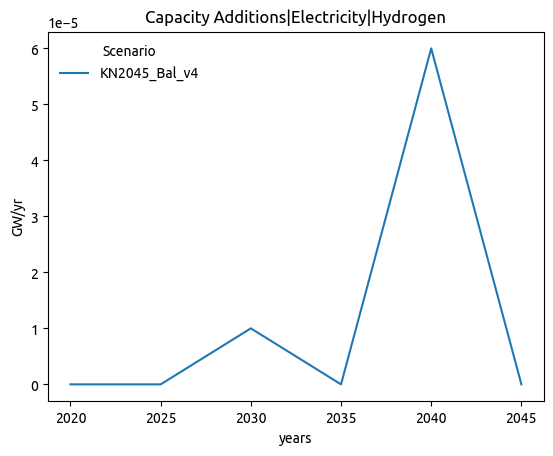 Capacity Additions|Electricity|Hydrogen
1e−5
Scenario
KN2045_Bal_v4
6
5
4
3
2
1
0
GW/yr
2020 2025 2030 2035 2040 2045
years